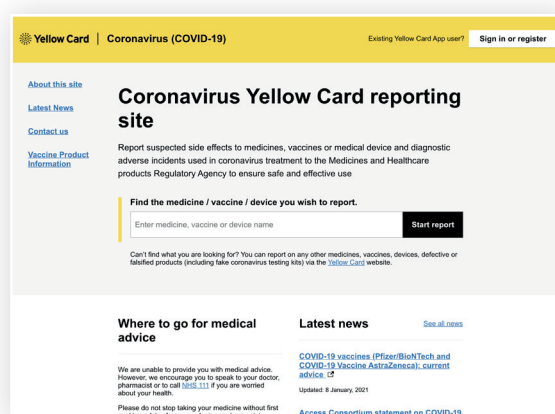 Yellow Card | Coronavirus (COVID-19)
Existing Yellow Card App user?
Sign in or register
About this site
Latest News
Contact us
Vaccine Product
Information
Coronavirus Yellow Card reporting
site
Report suspected side effects to medicines, vaccines or medical device and diagnostic
adverse incidents used in coronavirus treatment to the Medicines and Healthcare
products Regulatory Agency to ensure safe and effective use
Find the medicine / vaccine / device you wish to report.
Enter medicine, vaccine or device name
Start report
Can't find what you are looking for? You can report on any other medicines, vaccines, devices, defective or
falsified products (including fake coronavirus testing kits) via the Yellow Card website.
Where to go for medical
advice
We are unable to provide you with medical advice.
However, we encourage you to speak to your doctor,
pharmacist or to call NHS 111 if you are worried
about your health.
Please do not stop taking your medicine without first
Latest news
See all news
COVID-19 vaccines (Pfizer/BioNTech and
COVID-19 Vaccine AstraZeneca): current
advice
Updated: 8 January, 2021
Access Consortium statement on COVID-19